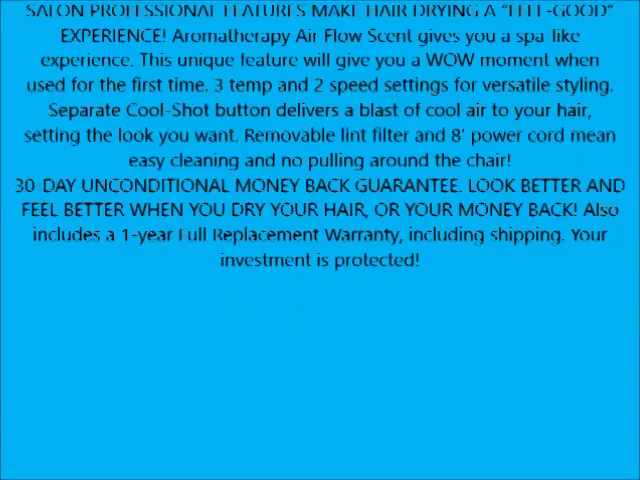 SALON PROFESSIONAL FEATURES MAKE HAIR DRYING A “FEEL-GOOD”
EXPERIENCE! Aromatherapy Air Flow Scent gives you a spa-like
experience. This unique feature will give you a WOW moment when
used for the first time. 3 temp and 2 speed settings for versatile styling.
Separate Cool-Shot button delivers a blast of cool air to your hair,
setting the look you want. Removable lint filter and 8’ power cord mean
easy cleaning and no pulling around the chair!
30-DAY UNCONDITIONAL MONEY BACK GUARANTEE. LOOK BETTER AND
FEEL BETTER WHEN YOU DRY YOUR HAIR, OR YOUR MONEY BACK! Also
includes a 1-year Full Replacement Warranty, including shipping. Your
investment is protected!